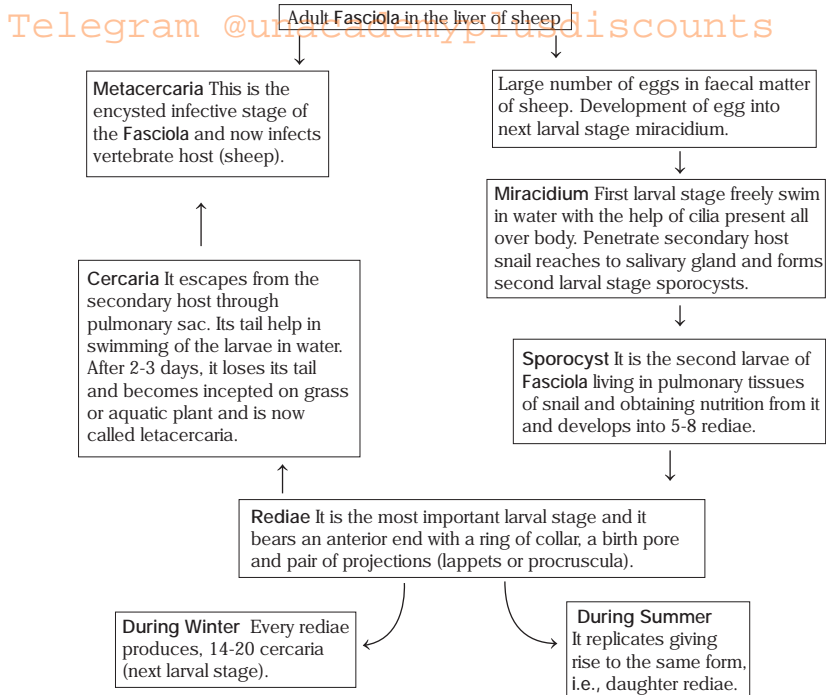 Telegram @unacademyplusdiscounts
Adult Fasciola in the liver of sheep
Metacercaria This is the
encysted infective stage of
the Fasciola and now infects
vertebrate host (sheep).
Large number of eggs in faecal matter
of sheep. Development of egg into
next larval stage miracidium.
Miracidium First larval stage freely swim
in water with the help of cilia present all
over body. Penetrate secondary host
snail reaches to salivary gland and forms
second larval stage sporocysts.
Cercaria It escapes from the
secondary host through
pulmonary sac. Its tail help in
swimming of the larvae in water.
After 2-3 days, it loses its tail
and becomes incepted on grass
or aquatic plant and is now
called letacercaria.
Sporocyst It is the second larvae of
Fasciola living in pulmonary tissues
of snail and obtaining nutrition from it
and develops into 5-8 rediae.
Rediae It is the most important larval stage and it
bears an anterior end with a ring of collar, a birth pore
and pair of projections (lappets or procruscula).
During Winter Every rediae
produces, 14-20 cercaria
(next larval stage).
During Summer
It replicates giving
rise to the same form,
i.e., daughter rediae.